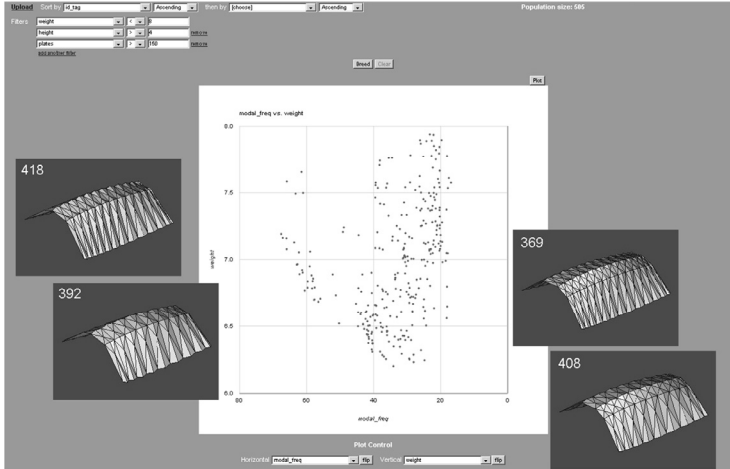 Upload Sort by id_tag Ascending then by [choose] Ascending Population size: 505
Filters weight < 8
height > 4 remove
plates > 150 remove
add another filter
Breed Clear
Plot
modal_freq vs. weight
8.0
7.5
7.0
6.5
6.0
weight
80 60 40 20 0
modal_freq
418
392
369
408
Plot Control
Horizontal modal_freq flip Vertical weight flip